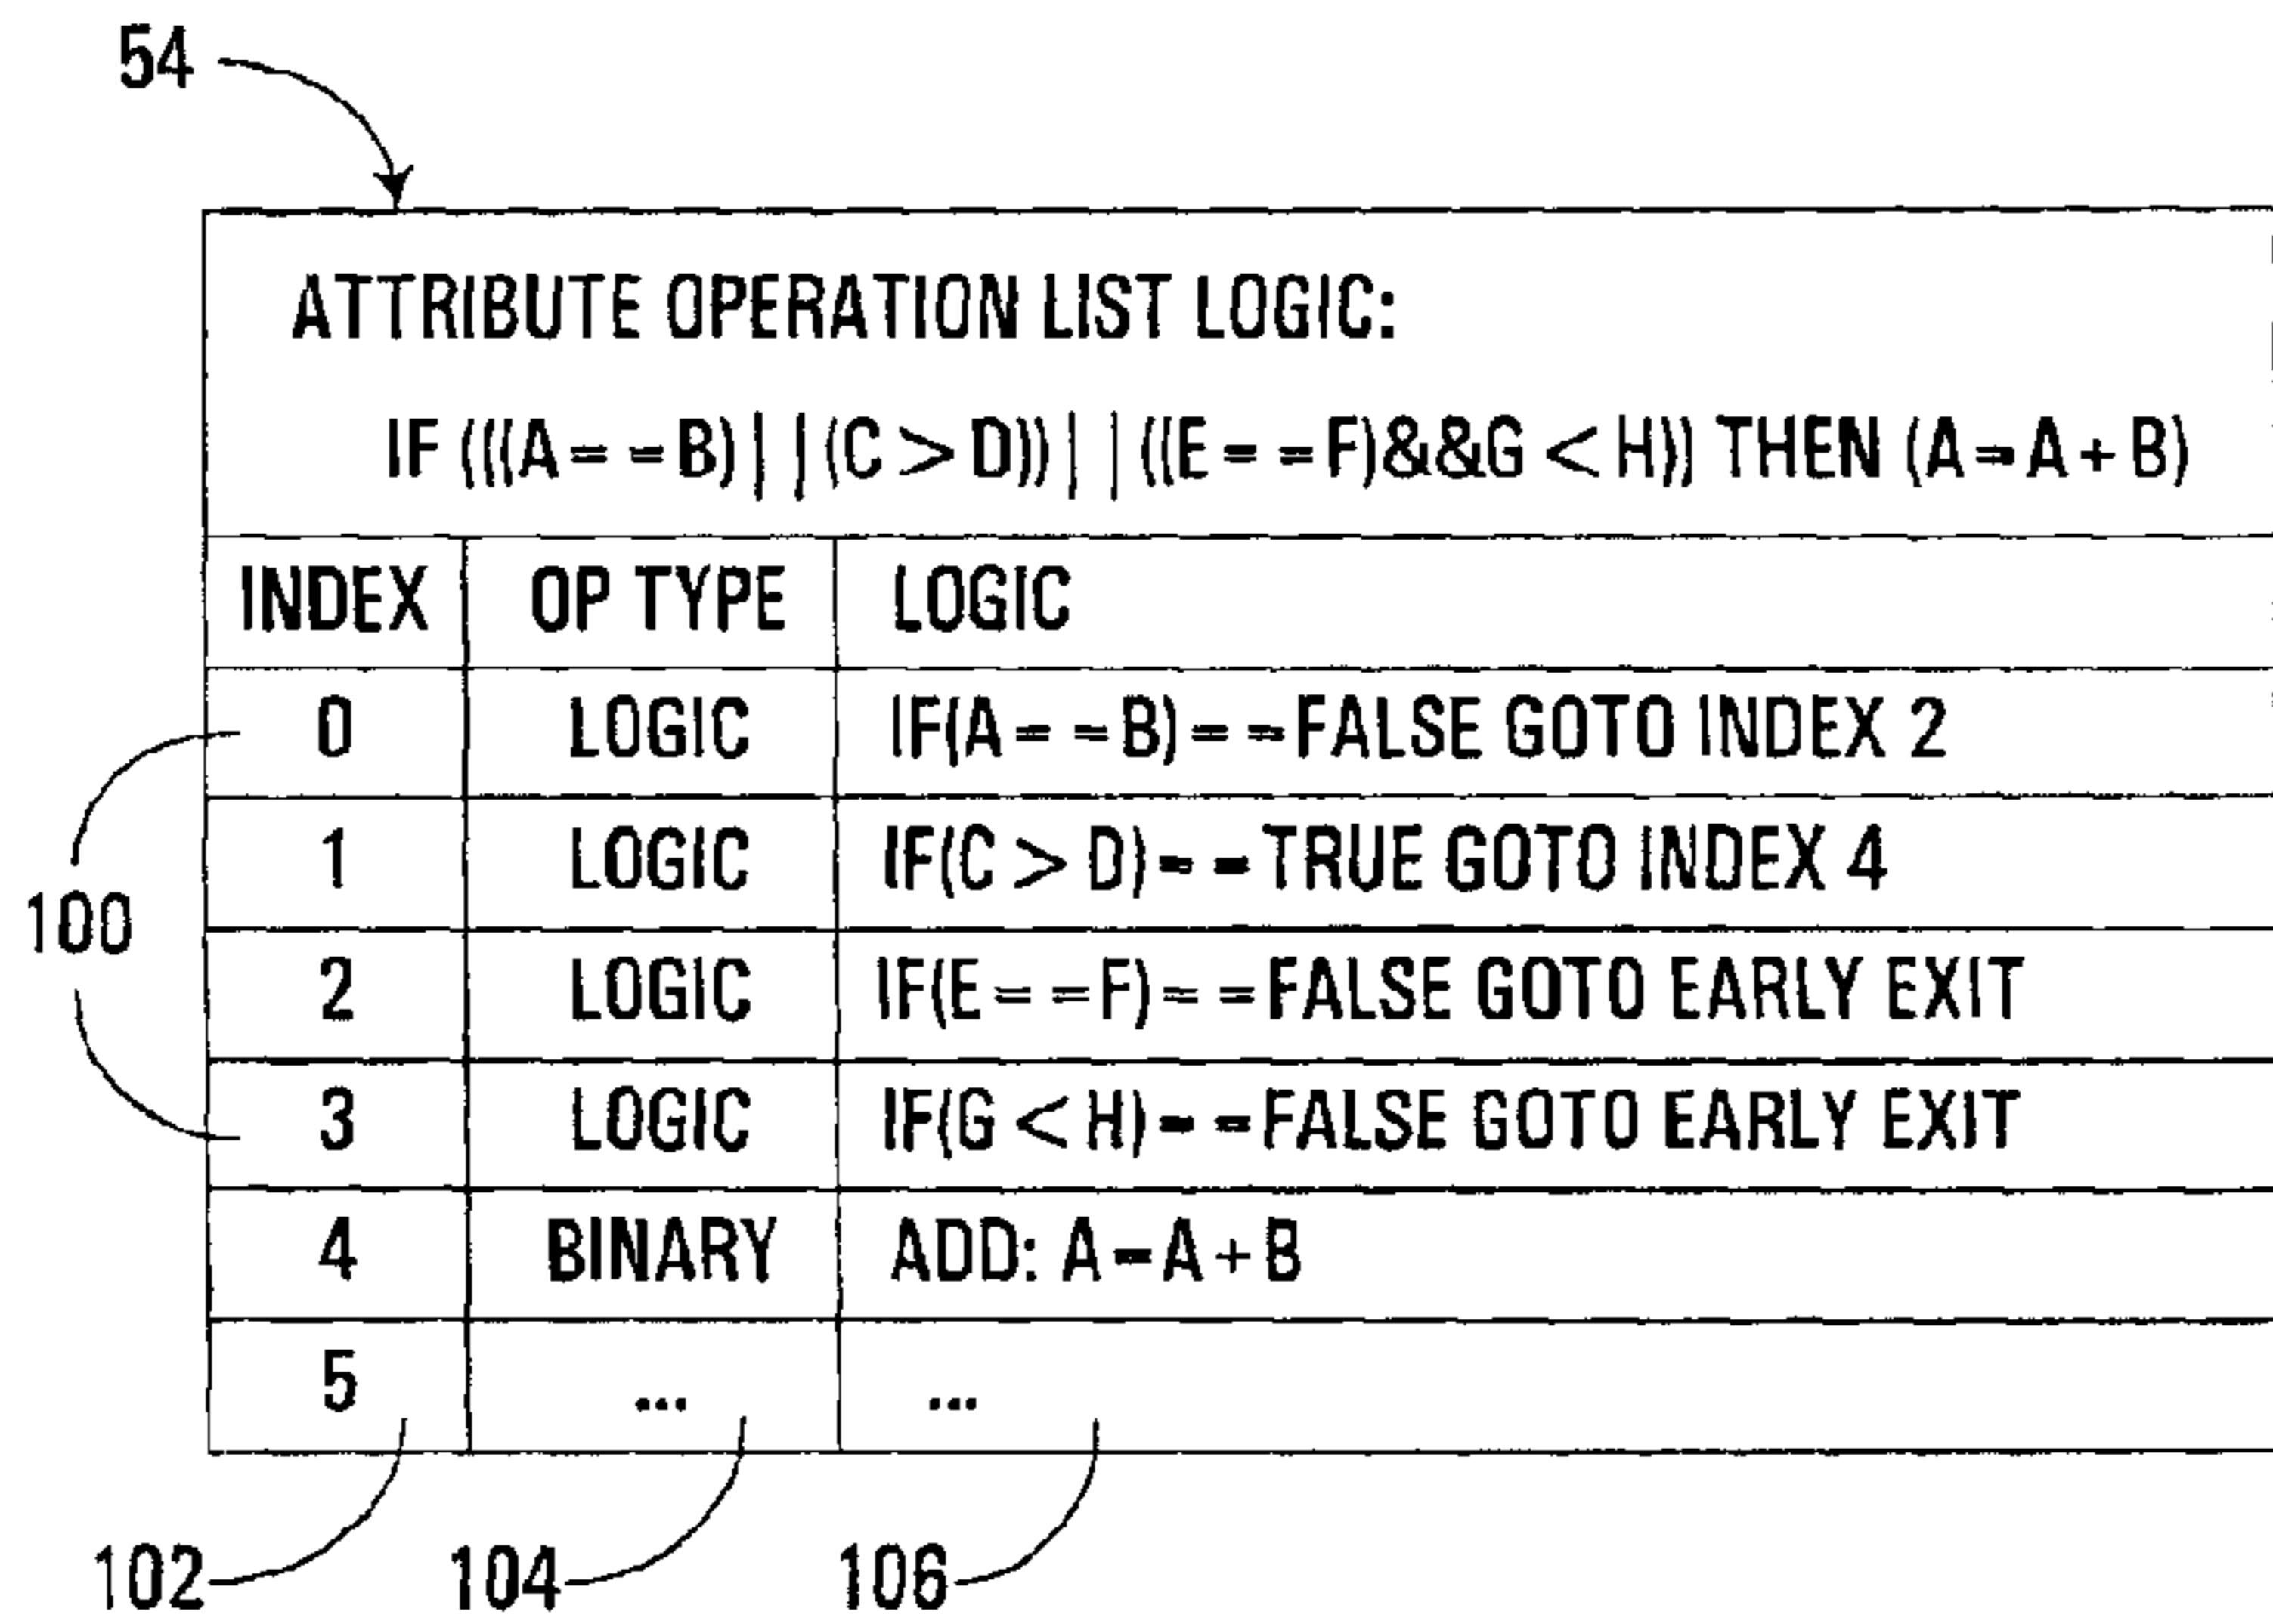 54
ATTRIBUTE OPERATION LIST LOGIC:
IF (((A==B)||(C > D))||((E==F)&&G < H)) THEN (A=A+B)
INDEX OP TYPE LOGIC
0 LOGIC IF(A==B)==FALSE GOTO INDEX 2
1 LOGIC IF(C > D)==TRUE GOTO INDEX 4
2 LOGIC IF(E==F)==FALSE GOTO EARLY EXIT
3 LOGIC IF(G < H)==FALSE GOTO EARLY EXIT
4 BINARY ADD: A=A+B
5 ... ...
100
102 104 106